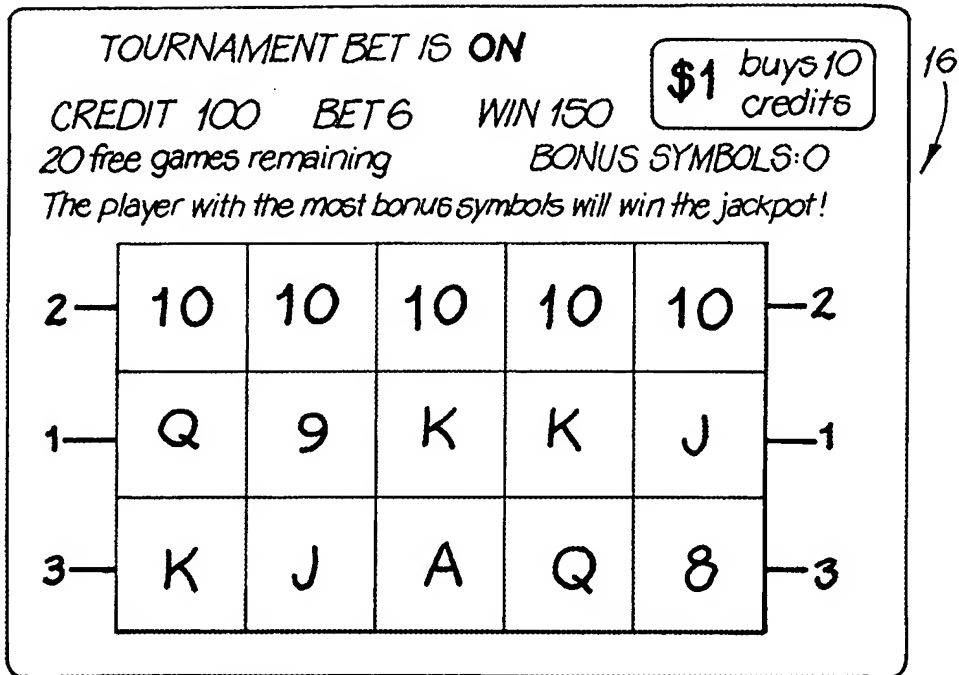 TOURNAMENT BET IS ON
$1 buys 10
credits
16
CREDIT 100 BET 6 WIN 150
20 free games remaining BONUS SYMBOLS:0
The player with the most bonus symbols will win the jackpot!
2 10 10 10 10 10 2
1 Q 9 K K J 1
3 K J A Q 8 3